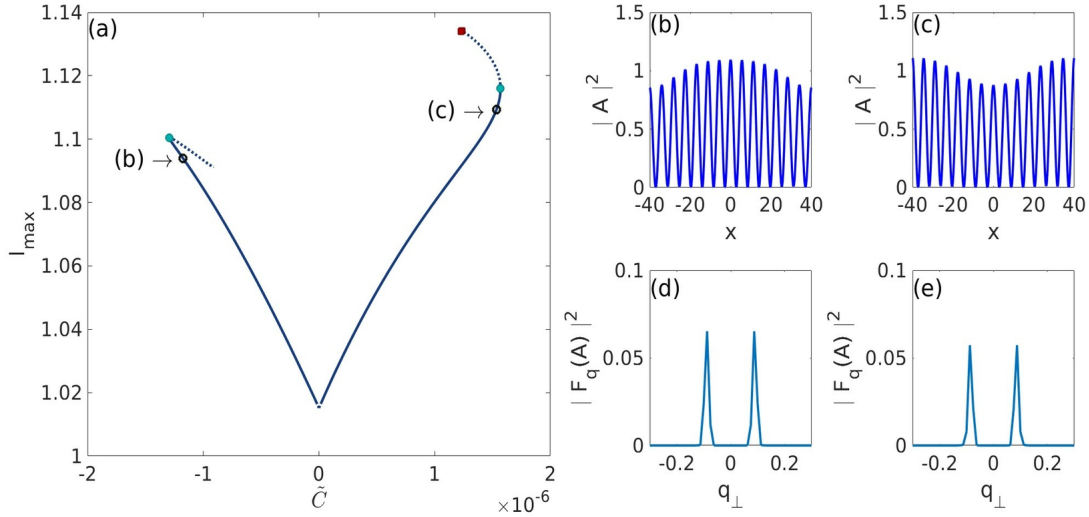 (a)
1.14
1.12
1.10
1.08
1.06
1.04
1.02
1
I_max
(b) →
(c) →
-2
-1
0
1
2
C̃
×10^-6
(b)
1.5
1
0.5
0
| A |^2
-40
-20
0
20
40
x
(c)
1.5
1
0.5
0
| A |^2
-40
-20
0
20
40
x
(d)
0.1
0.05
0
| F_q(A) |^2
-0.2
0
0.2
q_⊥
(e)
0.1
0.05
0
| F_q(A) |^2
-0.2
0
0.2
q_⊥